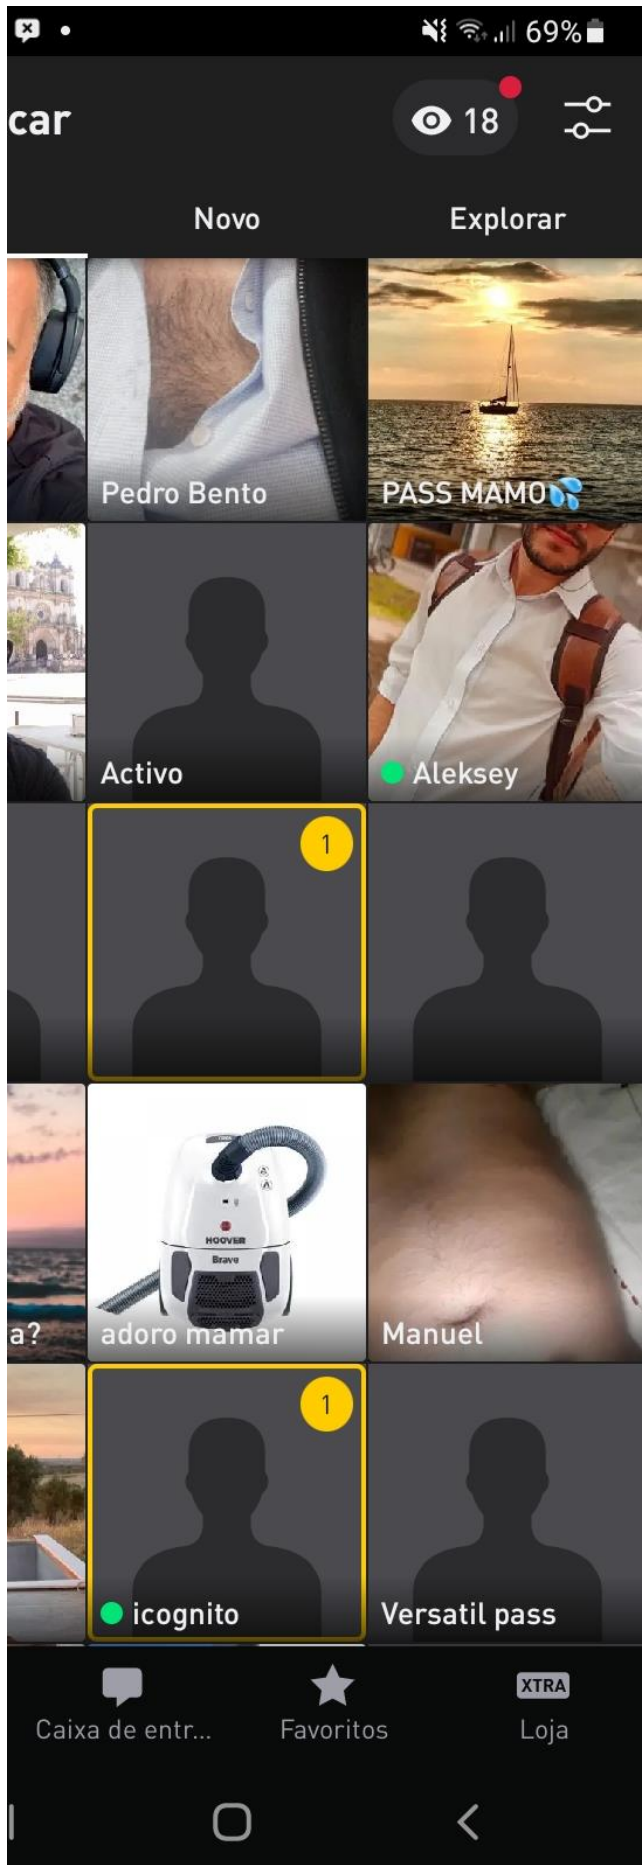 69%
car
18
Novo
Explorar
Pedro Bento
PASS MAMO💦
Activo
Aleksey
1
HOOVER
Brave
a?
adoro mamar
Manuel
1
icognito
Versatil pass
XTRA
Caixa de entr...
Favoritos
Loja